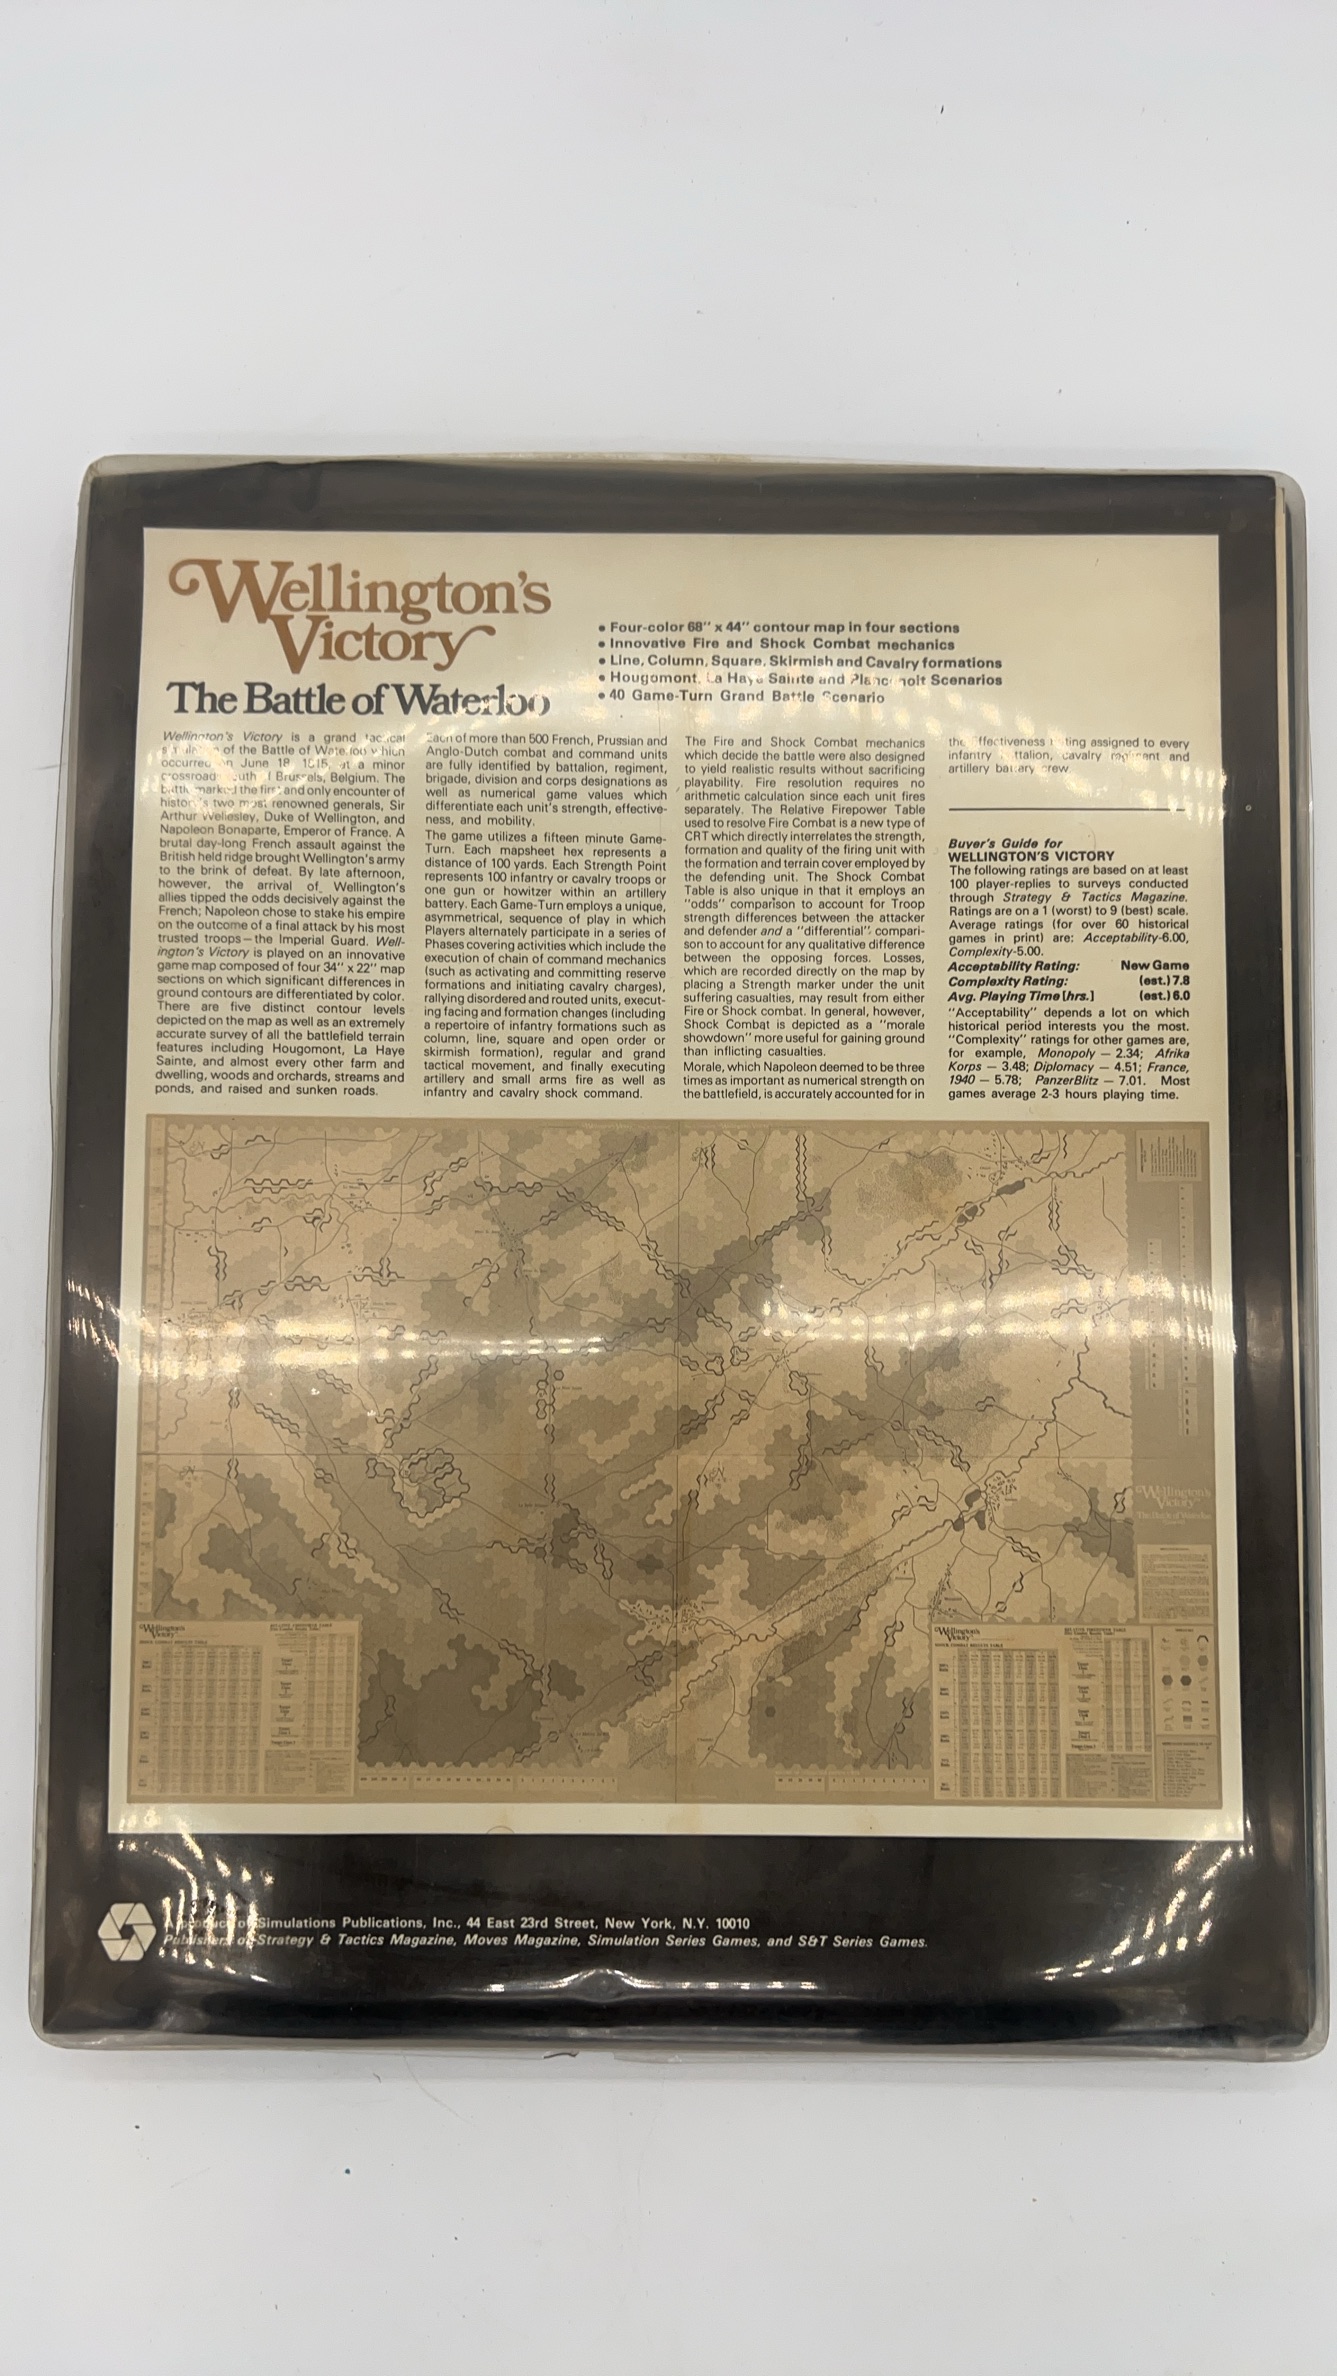 Wellington's
Victory
The Battle of Waterloo
• Four-color 68" x 44" contour map in four sections
• Innovative Fire and Shock Combat mechanics
• Line, Column, Square, Skirmish and Cavalry formations
• Hougomont, La Haye Sainte and Plancenoit Scenarios
• 40 Game-Turn Grand Battle Scenario
Wellington's Victory is a grand tactical
of the Battle of Waterloo which
occurred on June 18, 1815, at a minor
crossroads south of Brussels, Belgium. The
battle marked the first and only encounter of
history's two most renowned generals, Sir
Arthur Wellesley, Duke of Wellington, and
Napoleon Bonaparte, Emperor of France. A
brutal day-long French assault against the
British held ridge brought Wellington's army
to the brink of defeat. By late afternoon,
however, the arrival of Wellington's
allies tipped the odds decisively against the
French; Napoleon chose to stake his empire
on the outcome of a final attack by his most
trusted troops—the Imperial Guard. Well-
ington's Victory is played on an innovative
game map composed of four 34" x 22" map
sections on which significant differences in
ground contours are differentiated by color.
There are five distinct contour levels
depicted on the map as well as an extremely
accurate survey of all the battlefield terrain
features including Hougomont, La Haye
Sainte, and almost every other farm and
dwelling, woods and orchards, streams and
ponds, and raised and sunken roads.
Each of more than 500 French, Prussian and
Anglo-Dutch combat and command units
are fully identified by battalion, regiment,
brigade, division and corps designations as
well as numerical game values which
differentiate each unit's strength, effective-
ness, and mobility.
The game utilizes a fifteen minute Game-
Turn. Each mapsheet hex represents a
distance of 100 yards. Each Strength Point
represents 100 infantry or cavalry troops or
one gun or howitzer within an artillery
battery. Each Game-Turn employs a unique,
asymmetrical, sequence of play in which
Players alternately participate in a series of
Phases covering activities which include the
execution of chain of command mechanics
(such as activating and committing reserve
formations and initiating cavalry charges),
rallying disordered and routed units, execut-
ing facing and formation changes (including
a repertoire of infantry formations such as
column, line, square and open order or
skirmish formation), regular and grand
tactical movement, and finally executing
artillery and small arms fire as well as
infantry and cavalry shock command.
The Fire and Shock Combat mechanics
which decide the battle were also designed
to yield realistic results without sacrificing
playability. Fire resolution requires no
arithmetic calculation since each unit fires
separately. The Relative Firepower Table
used to resolve Fire Combat is a new type of
CRT which directly interrelates the strength,
formation and quality of the firing unit with
the formation and terrain cover employed by
the defending unit. The Shock Combat
Table is also unique in that it employs an
"odds" comparison to account for Troop
strength differences between the attacker
and defender and a "differential" compari-
son to account for any qualitative difference
between the opposing forces. Losses,
which are recorded directly on the map by
placing a Strength marker under the unit
suffering casualties, may result from either
Fire or Shock combat. In general, however,
Shock Combat is depicted as a "morale
showdown" more useful for gaining ground
than inflicting casualties.
Morale, which Napoleon deemed to be three
times as important as numerical strength on
the battlefield, is accurately accounted for in
the effectiveness rating assigned to every
infantry battalion, cavalry regiment and
artillery battery crew
Buyer's Guide for
WELLINGTON'S VICTORY
The following ratings are based on at least
100 player-replies to surveys conducted
through Strategy & Tactics Magazine.
Ratings are on a 1 (worst) to 9 (best) scale.
Average ratings (for over 60 historical
games in print) are: Acceptability-6.00,
Complexity-5.00.
Acceptability Rating: New Game
Complexity Rating: (est.) 7.8
Avg. Playing Time [hrs.] (est.) 6.0
"Acceptability" depends a lot on which
historical period interests you the most.
"Complexity" ratings for other games are,
for example, Monopoly — 2.34; Afrika
Korps — 3.48; Diplomacy — 4.51; France,
1940 — 5.78; PanzerBlitz — 7.01. Most
games average 2-3 hours playing time.
Wellington's
Victory
The Battle of Waterloo
Wellington's
Victory
SHOCK COMBAT RESULTS TABLE
Wellington's
Victory
SHOCK COMBAT RESULTS TABLE
A product of Simulations Publications, Inc., 44 East 23rd Street, New York, N.Y. 10010
Publishers of Strategy & Tactics Magazine, Moves Magazine, Simulation Series Games, and S&T Series Games.